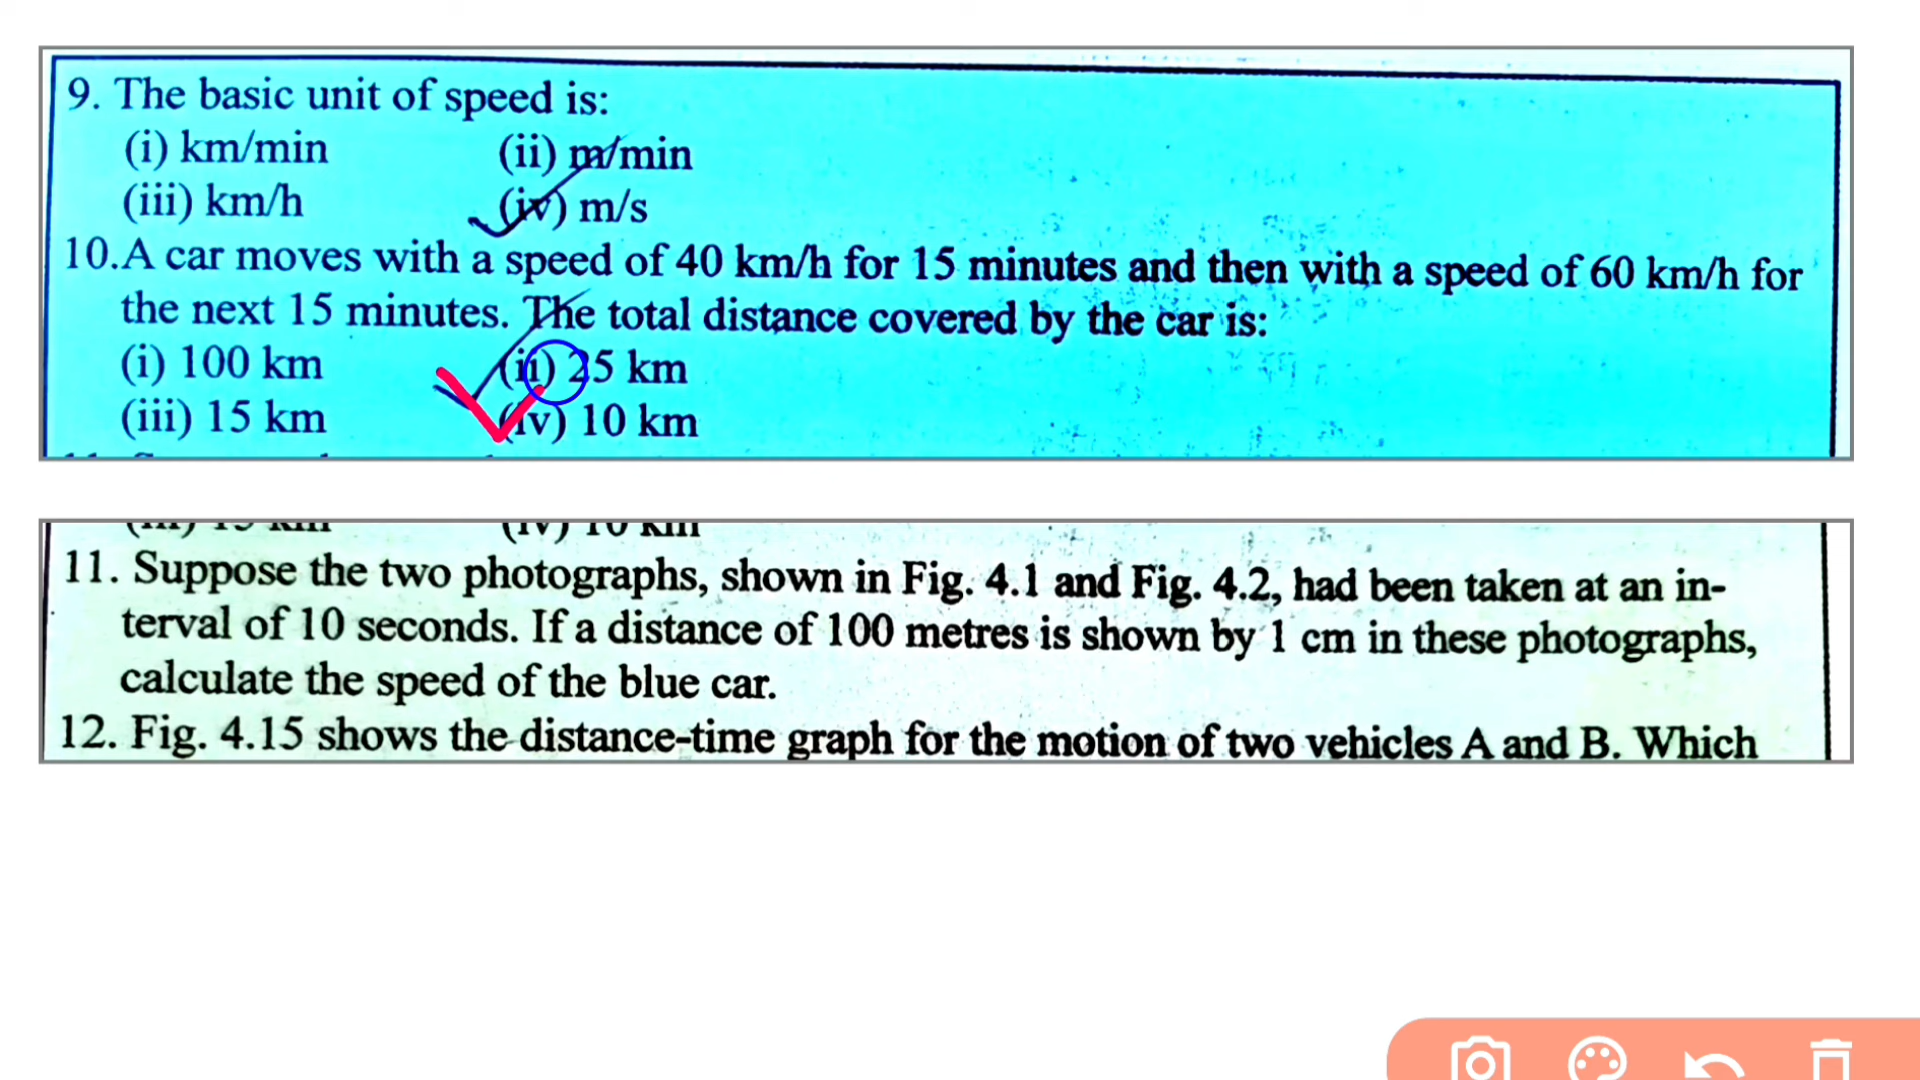 9. The basic unit of speed is:
(i) km/min (ii) m/min
(iii) km/h (iv) m/s
10.A car moves with a speed of 40 km/h for 15 minutes and then with a speed of 60 km/h for
the next 15 minutes. The total distance covered by the car is:
(i) 100 km (ii) 25 km
(iii) 15 km (iv) 10 km
(iii) 15 km (iv) 10 km
11. Suppose the two photographs, shown in Fig. 4.1 and Fig. 4.2, had been taken at an in-
terval of 10 seconds. If a distance of 100 metres is shown by 1 cm in these photographs,
calculate the speed of the blue car.
12. Fig. 4.15 shows the distance-time graph for the motion of two vehicles A and B. Which